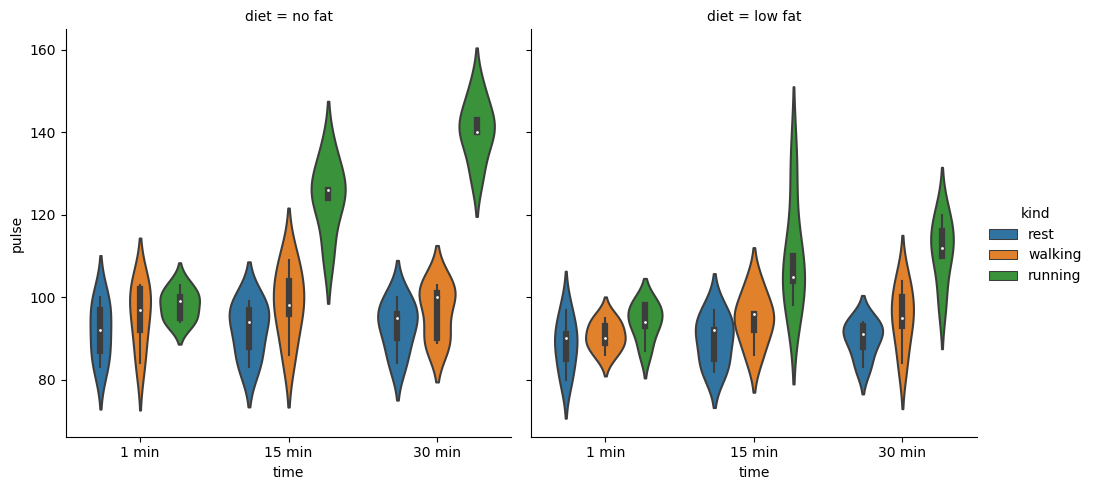 diet = no fat
diet = low fat
pulse
160
140
120
100
80
1 min
15 min
30 min
time
1 min
15 min
30 min
time
kind
rest
walking
running